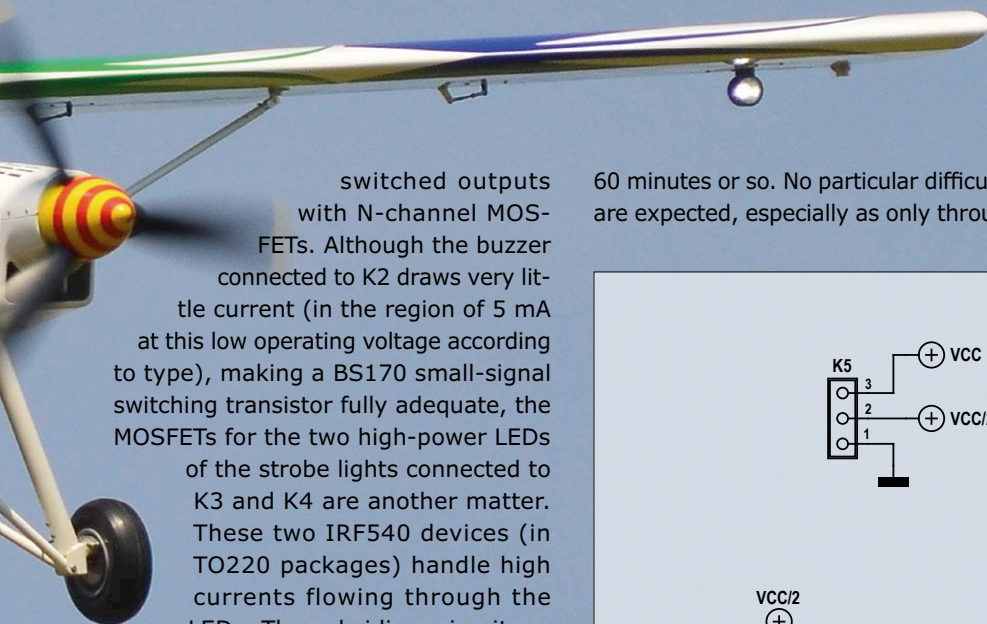 switched outputs
with N-channel MOS-
FETs. Although the buzzer
connected to K2 draws very lit-
tle current (in the region of 5 mA
at this low operating voltage according
to type), making a BS170 small-signal
switching transistor fully adequate, the
MOSFETs for the two high-power LEDs
of the strobe lights connected to
K3 and K4 are another matter.
These two IRF540 devices (in
TO220 packages) handle high
currents flowing through the
60 minutes or so. No particular
are expected, especially as only
K5
3
VCC
2
1
VCC/2